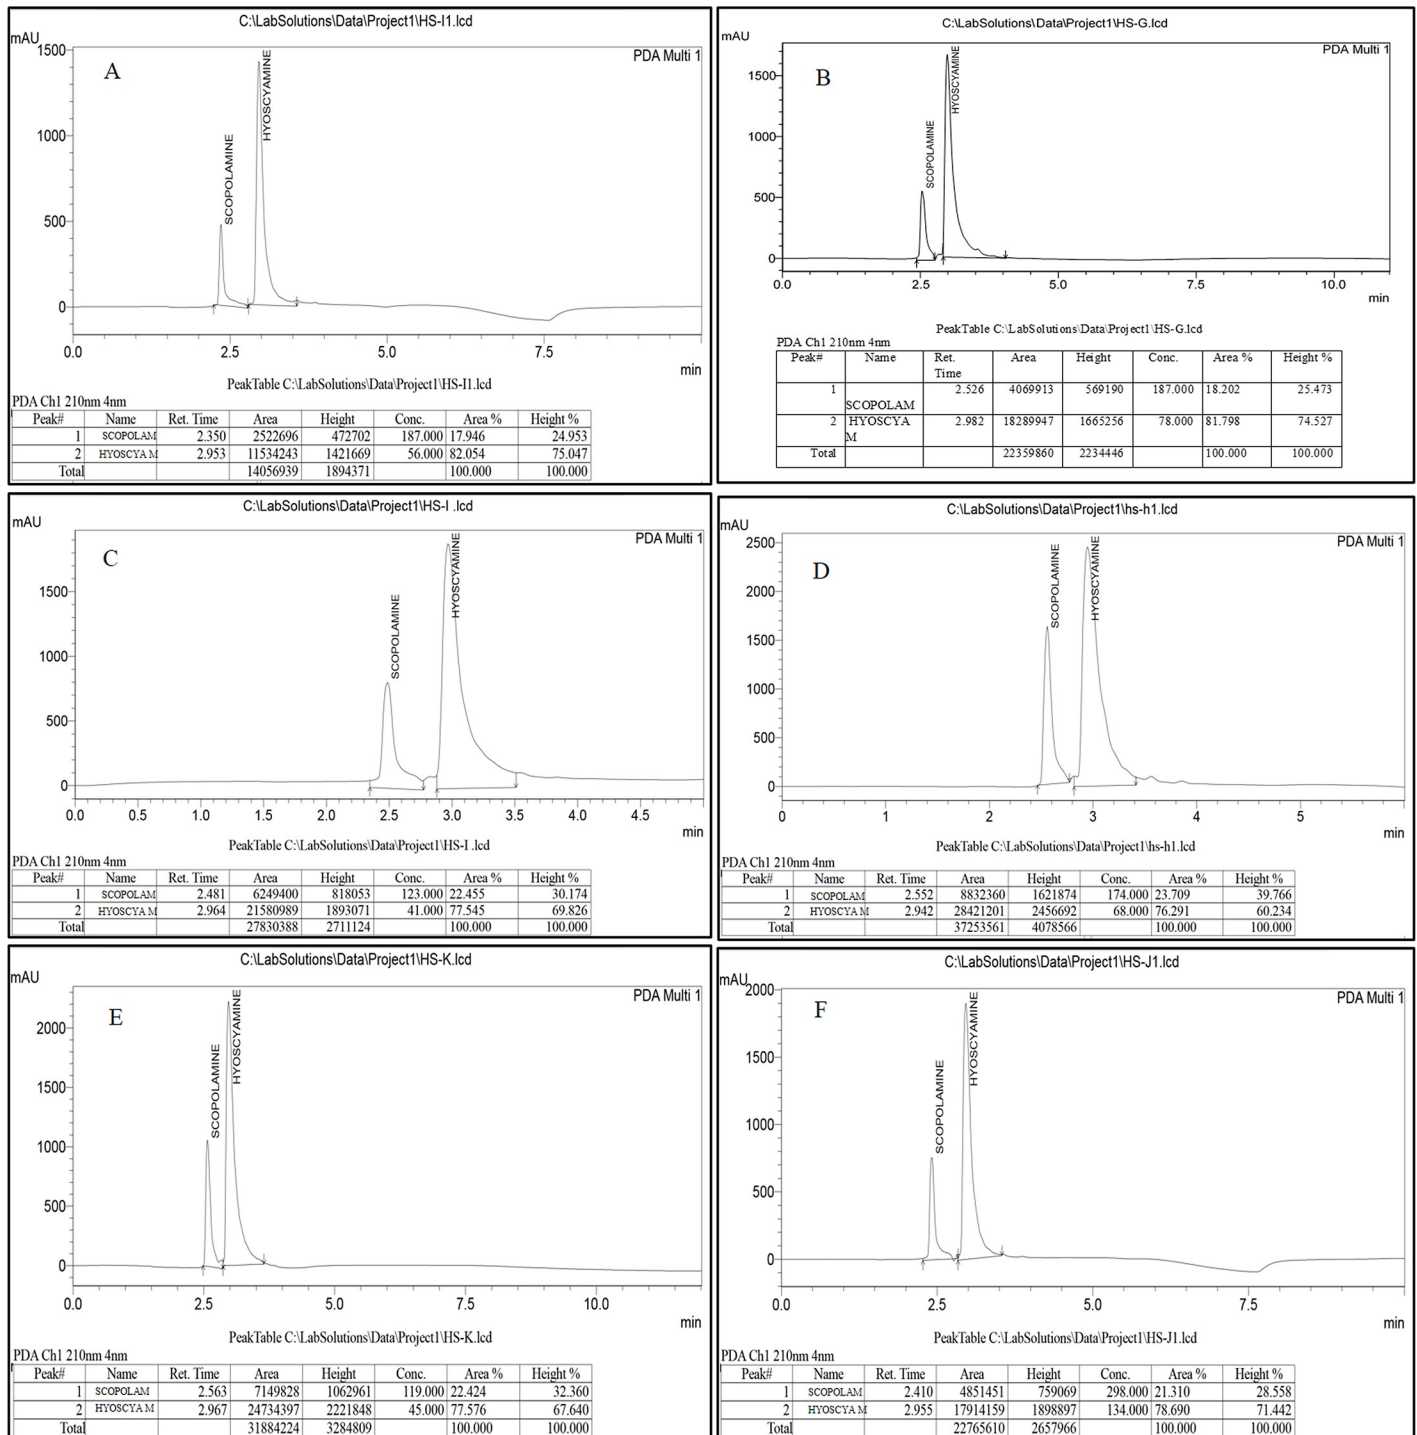 C:\LabSolutions\Data\Project1\HS-I1.lcd
mAU
PDA Multi 1
A
SCOPOLAMINE
HYOSCYAMINE
1500
1000
500
0
0.0 2.5 5.0 7.5
min
PeakTable C:\LabSolutions\Data\Project1\HS-I1.lcd
PDA Ch1 210nm 4nm
Peak# Name Ret. Time Area Height Conc. Area % Height %
1 SCOPOLAM 2.350 2522696 472702 187.000 17.946 24.953
2 HYOSCYA M 2.953 11534243 1421669 56.000 82.054 75.047
Total 14056939 1894371 100.000 100.000
C:\LabSolutions\Data\Project1\HS-G.lcd
mAU
PDA Multi 1
B
SCOPOLAMINE
HYOSCYAMINE
1500
1000
500
0
0.0 2.5 5.0 10.0
min
PeakTable C:\LabSolutions\Data\Project1\HS-G.lcd
PDA Ch1 210nm 4nm
Peak# Name Ret. Area Height Conc. Area % Height %
Time
1 2.526 4069913 569190 187.000 18.202 25.473
SCOPOLAM
2 HYOSCYA 2.982 18289947 1665256 78.000 81.798 74.527
M
Total 22359860 2234446 100.000 100.000
C:\LabSolutions\Data\Project1\HS-I .lcd
mAU
PDA Multi 1
C
SCOPOLAMINE
HYOSCYAMINE
1500
1000
500
0
0.0 0.5 1.0 1.5 2.0 2.5 3.0 3.5 4.0 4.5
min
PeakTable C:\LabSolutions\Data\Project1\HS-I .lcd
PDA Ch1 210nm 4nm
Peak# Name Ret. Time Area Height Conc. Area % Height %
1 SCOPOLAM 2.481 6249400 818053 123.000 22.455 30.174
2 HYOSCYA M 2.964 21580989 1893071 41.000 77.545 69.826
Total 27830388 2711124 100.000 100.000
C:\LabSolutions\Data\Project1\hs-h1.lcd
mAU
PDA Multi 1
D
SCOPOLAMINE
HYOSCYAMINE
2500
2000
1500
1000
500
0
0 1 2 3 4 5
min
PeakTable C:\LabSolutions\Data\Project1\hs-h1.lcd
PDA Ch1 210nm 4nm
Peak# Name Ret. Time Area Height Conc. Area % Height %
1 SCOPOLAM 2.552 8832360 1621874 174.000 23.709 39.766
2 HYOSCYA M 2.942 28421201 2456692 68.000 76.291 60.234
Total 37253561 4078566 100.000 100.000
C:\LabSolutions\Data\Project1\HS-K.lcd
mAU
PDA Multi 1
E
SCOPOLAMINE
HYOSCYAMINE
2000
1500
1000
500
0
0.0 2.5 5.0 7.5 10.0
min
PeakTable C:\LabSolutions\Data\Project1\HS-K.lcd
PDA Ch1 210nm 4nm
Peak# Name Ret. Time Area Height Conc. Area % Height %
1 SCOPOLAM 2.563 7149828 1062961 119.000 22.424 32.360
2 HYOSCYA M 2.967 24734397 2221848 45.000 77.576 67.640
Total 31884224 3284809 100.000 100.000
C:\LabSolutions\Data\Project1\HS-J1.lcd
mAU
PDA Multi 1
F
SCOPOLAMINE
HYOSCYAMINE
2000
1500
1000
500
0
0.0 2.5 5.0 7.5
min
PeakTable C:\LabSolutions\Data\Project1\HS-J1.lcd
PDA Ch1 210nm 4nm
Peak# Name Ret. Time Area Height Conc. Area % Height %
1 SCOPOLAM 2.410 4851451 759069 298.000 21.310 28.558
2 HYOSCYA M 2.955 17914159 1898897 134.000 78.690 71.442
Total 22765610 2657966 100.000 100.000